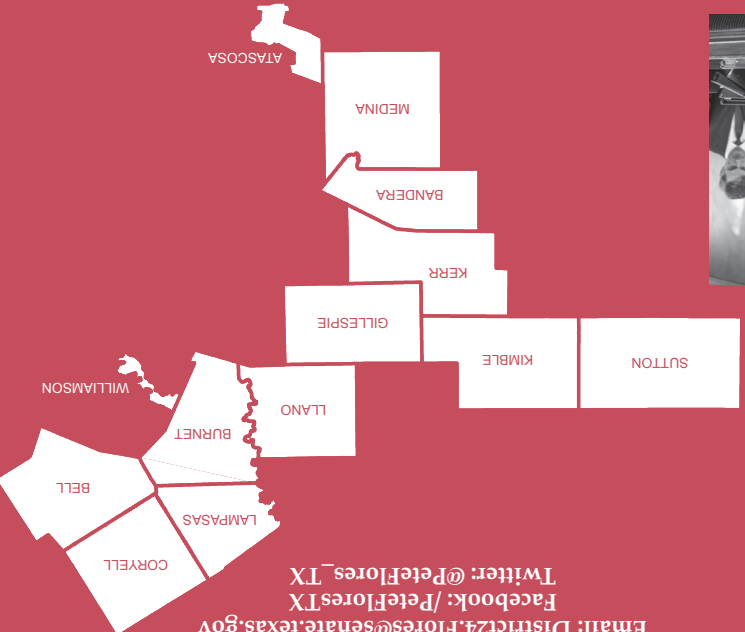 Email: District24.Flores@senate.texas.gov
Facebook: /PeteFloresTX
Twitter: @PeteFlores_TX
CORYELL
LAMPASAS
BELL
BURNET
LLANO
WILLIAMSON
SUTTON
KIMBLE
GILLESPIE
KERR
BANDERA
MEDINA
ATASCOSA